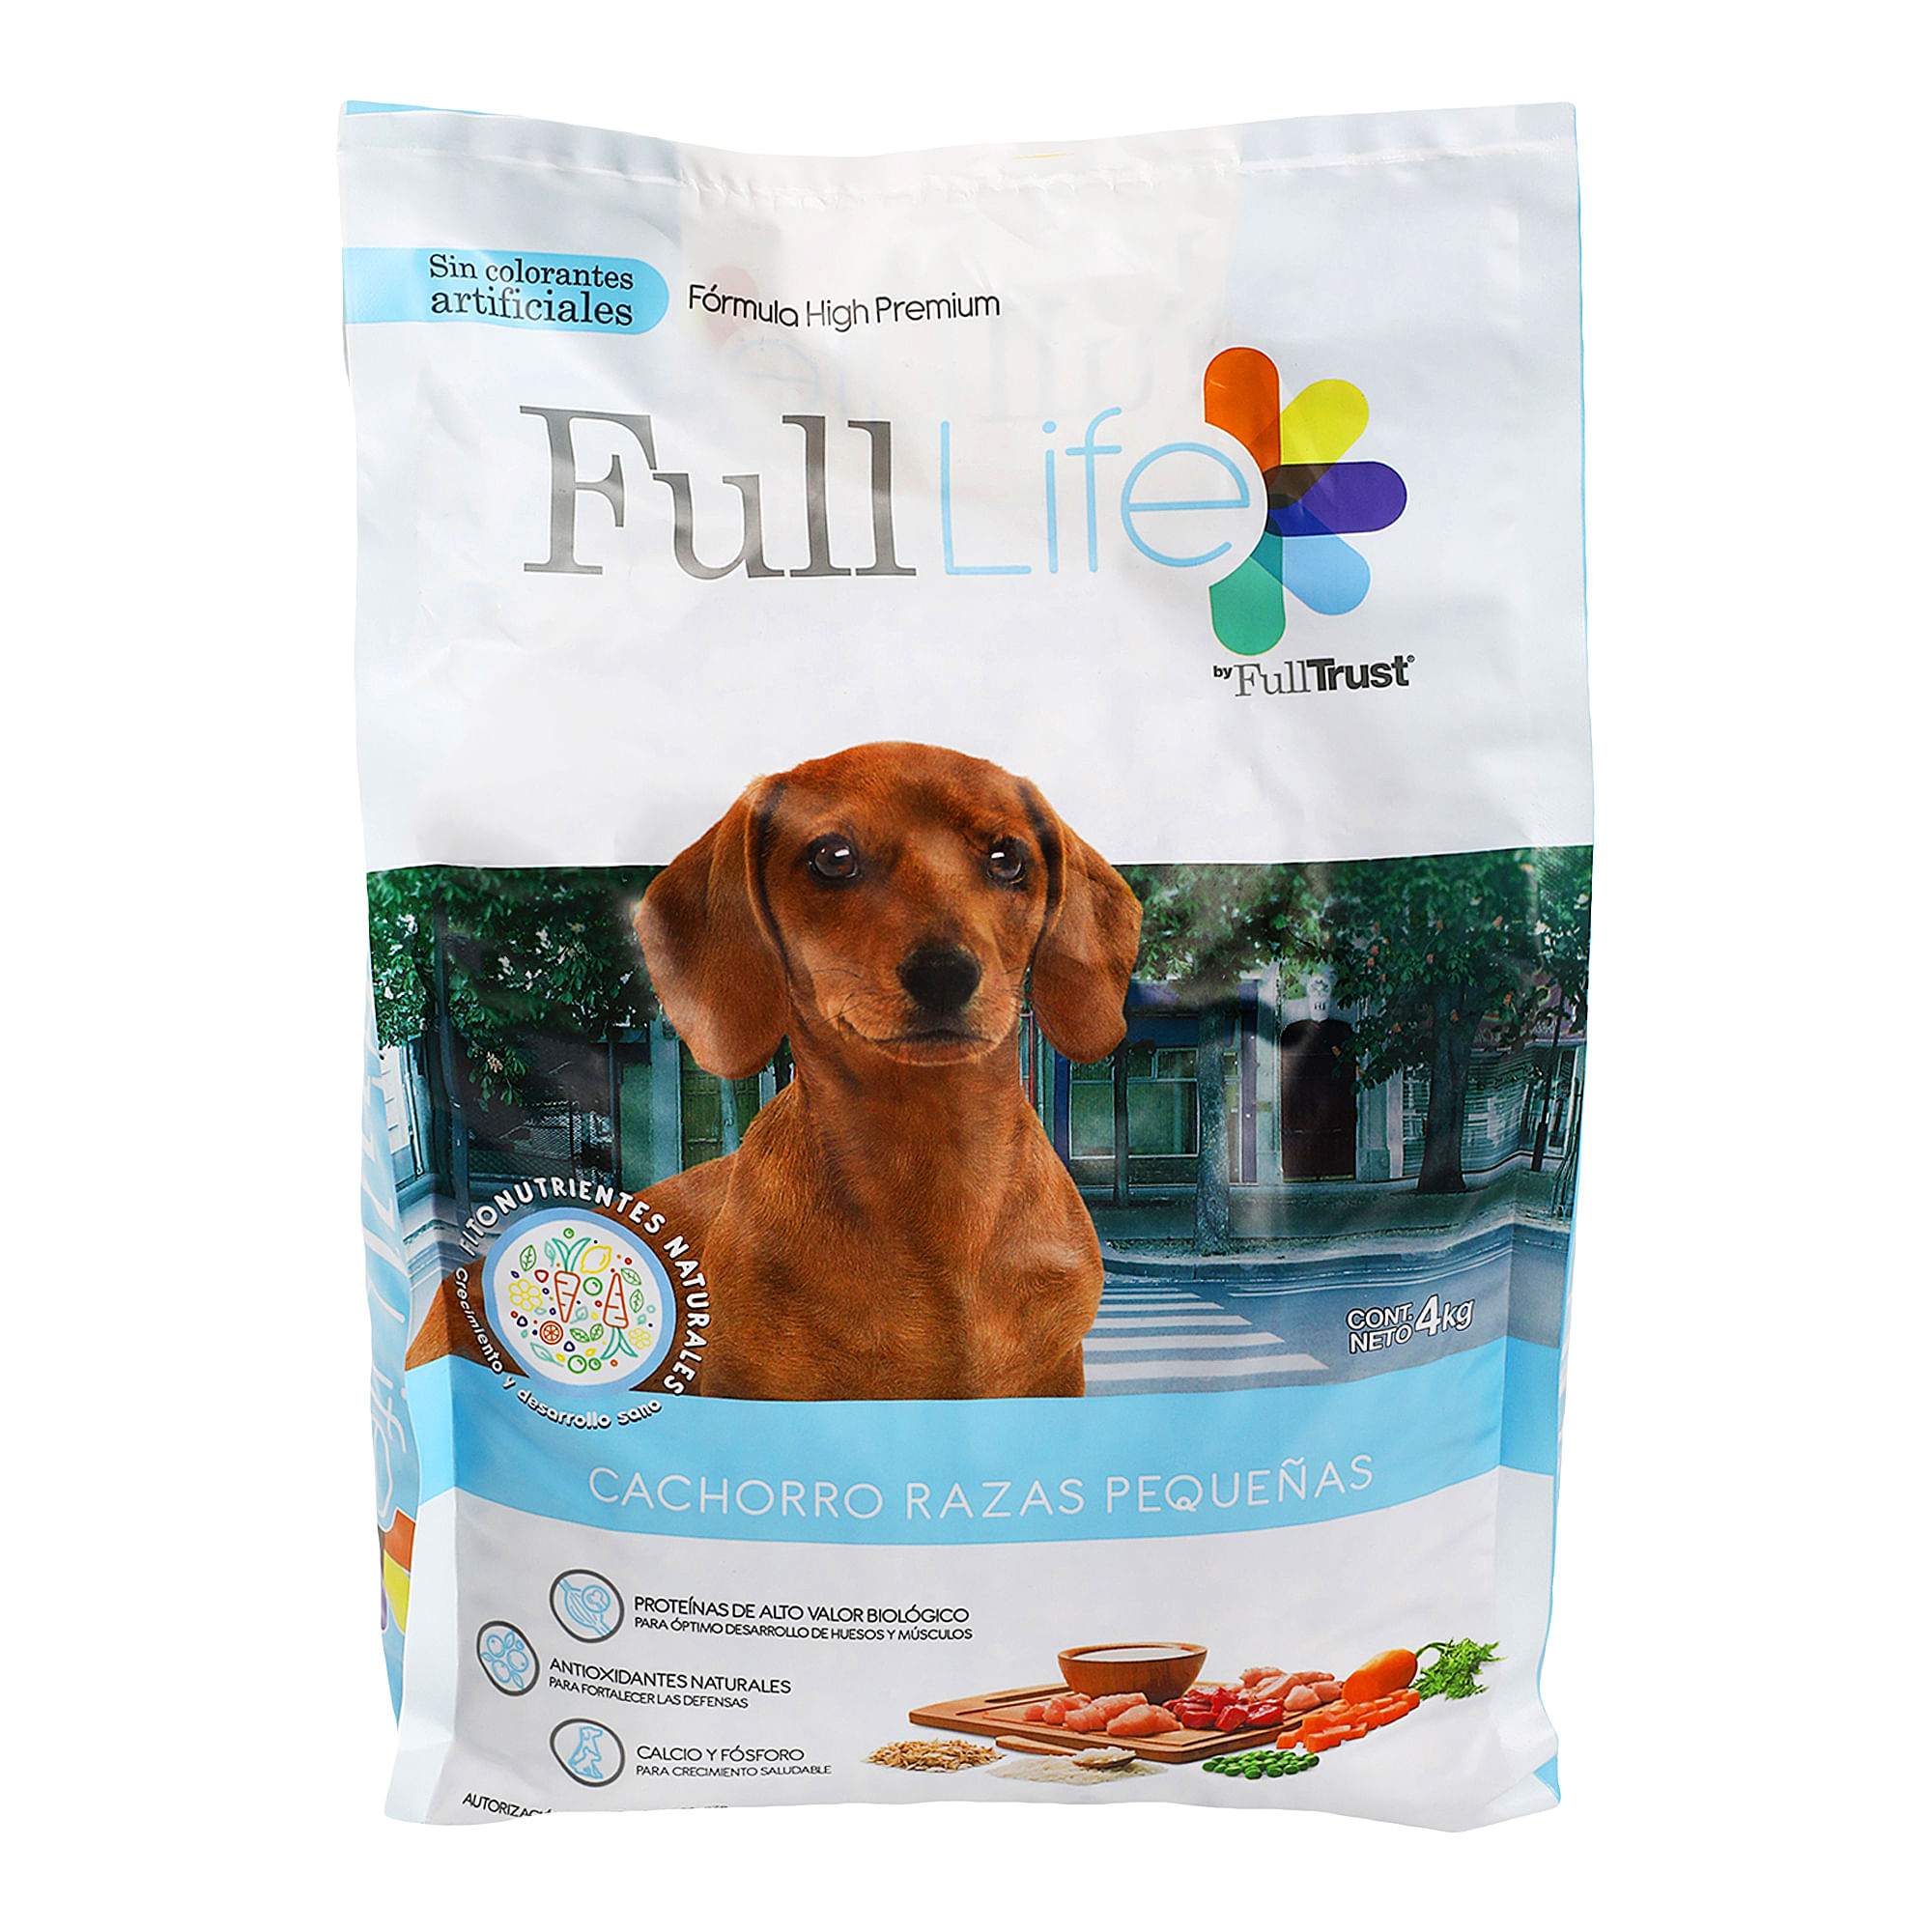 Sin colorantes
artificiales
Fórmula High Premium
Full Life
by FullTrust®
FITONUTRIENTES NATURALES
Crecimiento y desarrollo sano
CONT.
NETO 4kg
CACHORRO RAZAS PEQUEÑAS
PROTEÍNAS DE ALTO VALOR BIOLÓGICO
PARA ÓPTIMO DESARROLLO DE HUESOS Y MÚSCULOS
ANTIOXIDANTES NATURALES
PARA FORTALECER LAS DEFENSAS
CALCIO Y FÓSFORO
PARA CRECIMIENTO SALUDABLE